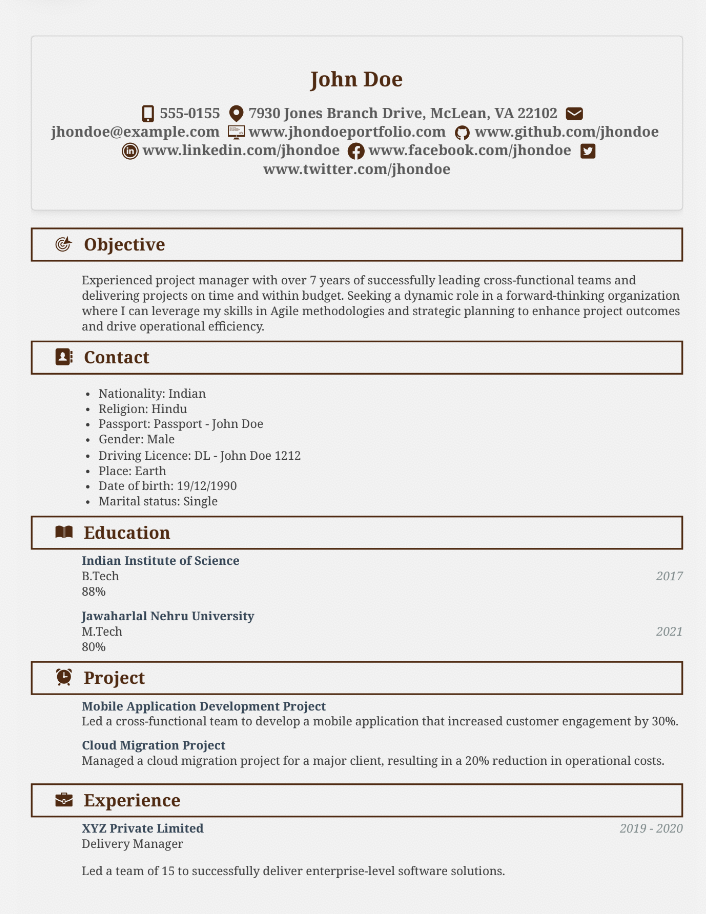 John Doe
555-0155 7930 Jones Branch Drive, McLean, VA 22102
jhondoe@example.com www.jhondoeportfolio.com www.github.com/jhondoe
www.linkedin.com/jhondoe www.facebook.com/jhondoe
www.twitter.com/jhondoe
Objective
Experienced project manager with over 7 years of successfully leading cross-functional teams and
delivering projects on time and within budget. Seeking a dynamic role in a forward-thinking organization
where I can leverage my skills in Agile methodologies and strategic planning to enhance project outcomes
and drive operational efficiency.
Contact
• Nationality: Indian
• Religion: Hindu
• Passport: Passport - John Doe
• Gender: Male
• Driving Licence: DL - John Doe 1212
• Place: Earth
• Date of birth: 19/12/1990
• Marital status: Single
Education
Indian Institute of Science
B.Tech 2017
88%
Jawaharlal Nehru University
M.Tech 2021
80%
Project
Mobile Application Development Project
Led a cross-functional team to develop a mobile application that increased customer engagement by 30%.
Cloud Migration Project
Managed a cloud migration project for a major client, resulting in a 20% reduction in operational costs.
Experience
XYZ Private Limited 2019 - 2020
Delivery Manager
Led a team of 15 to successfully deliver enterprise-level software solutions.